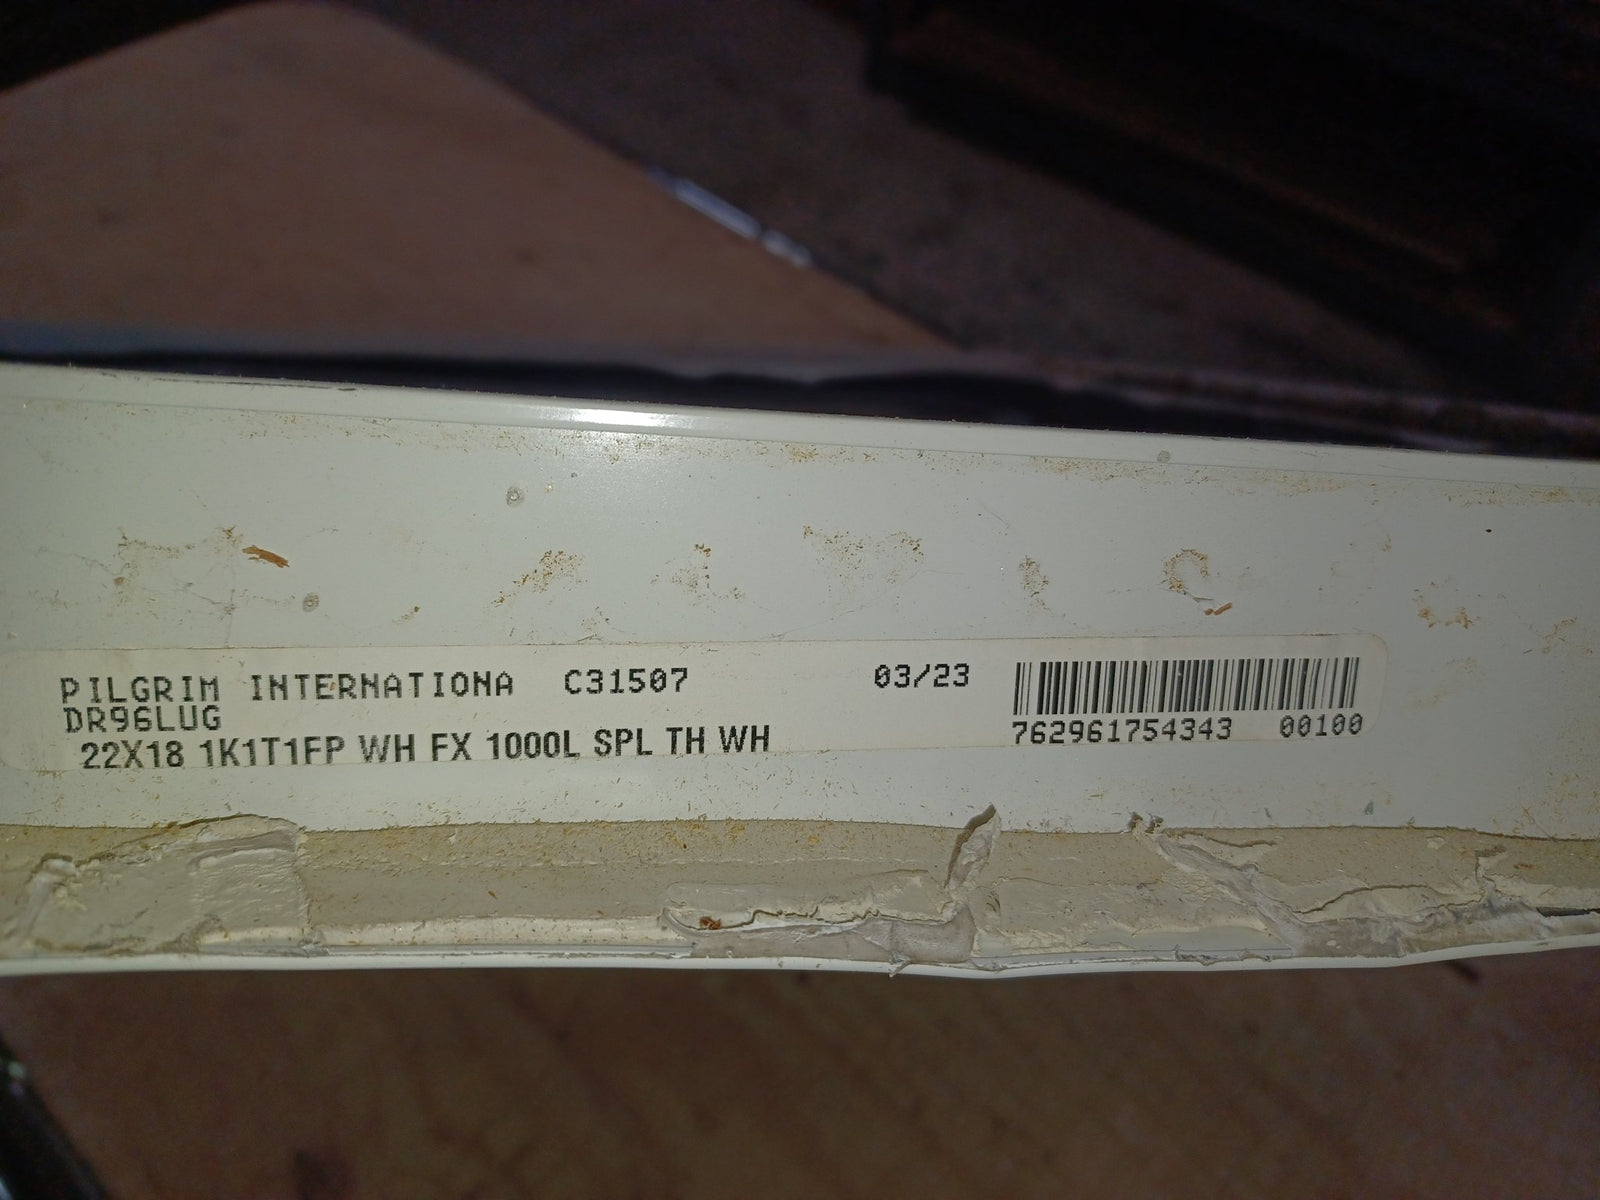 PILGRIM INTERNATIONA C31507 03/23
DR96LUG
22X18 1K1T1FP WH FX 1000L SPL TH WH
762961754343 00100